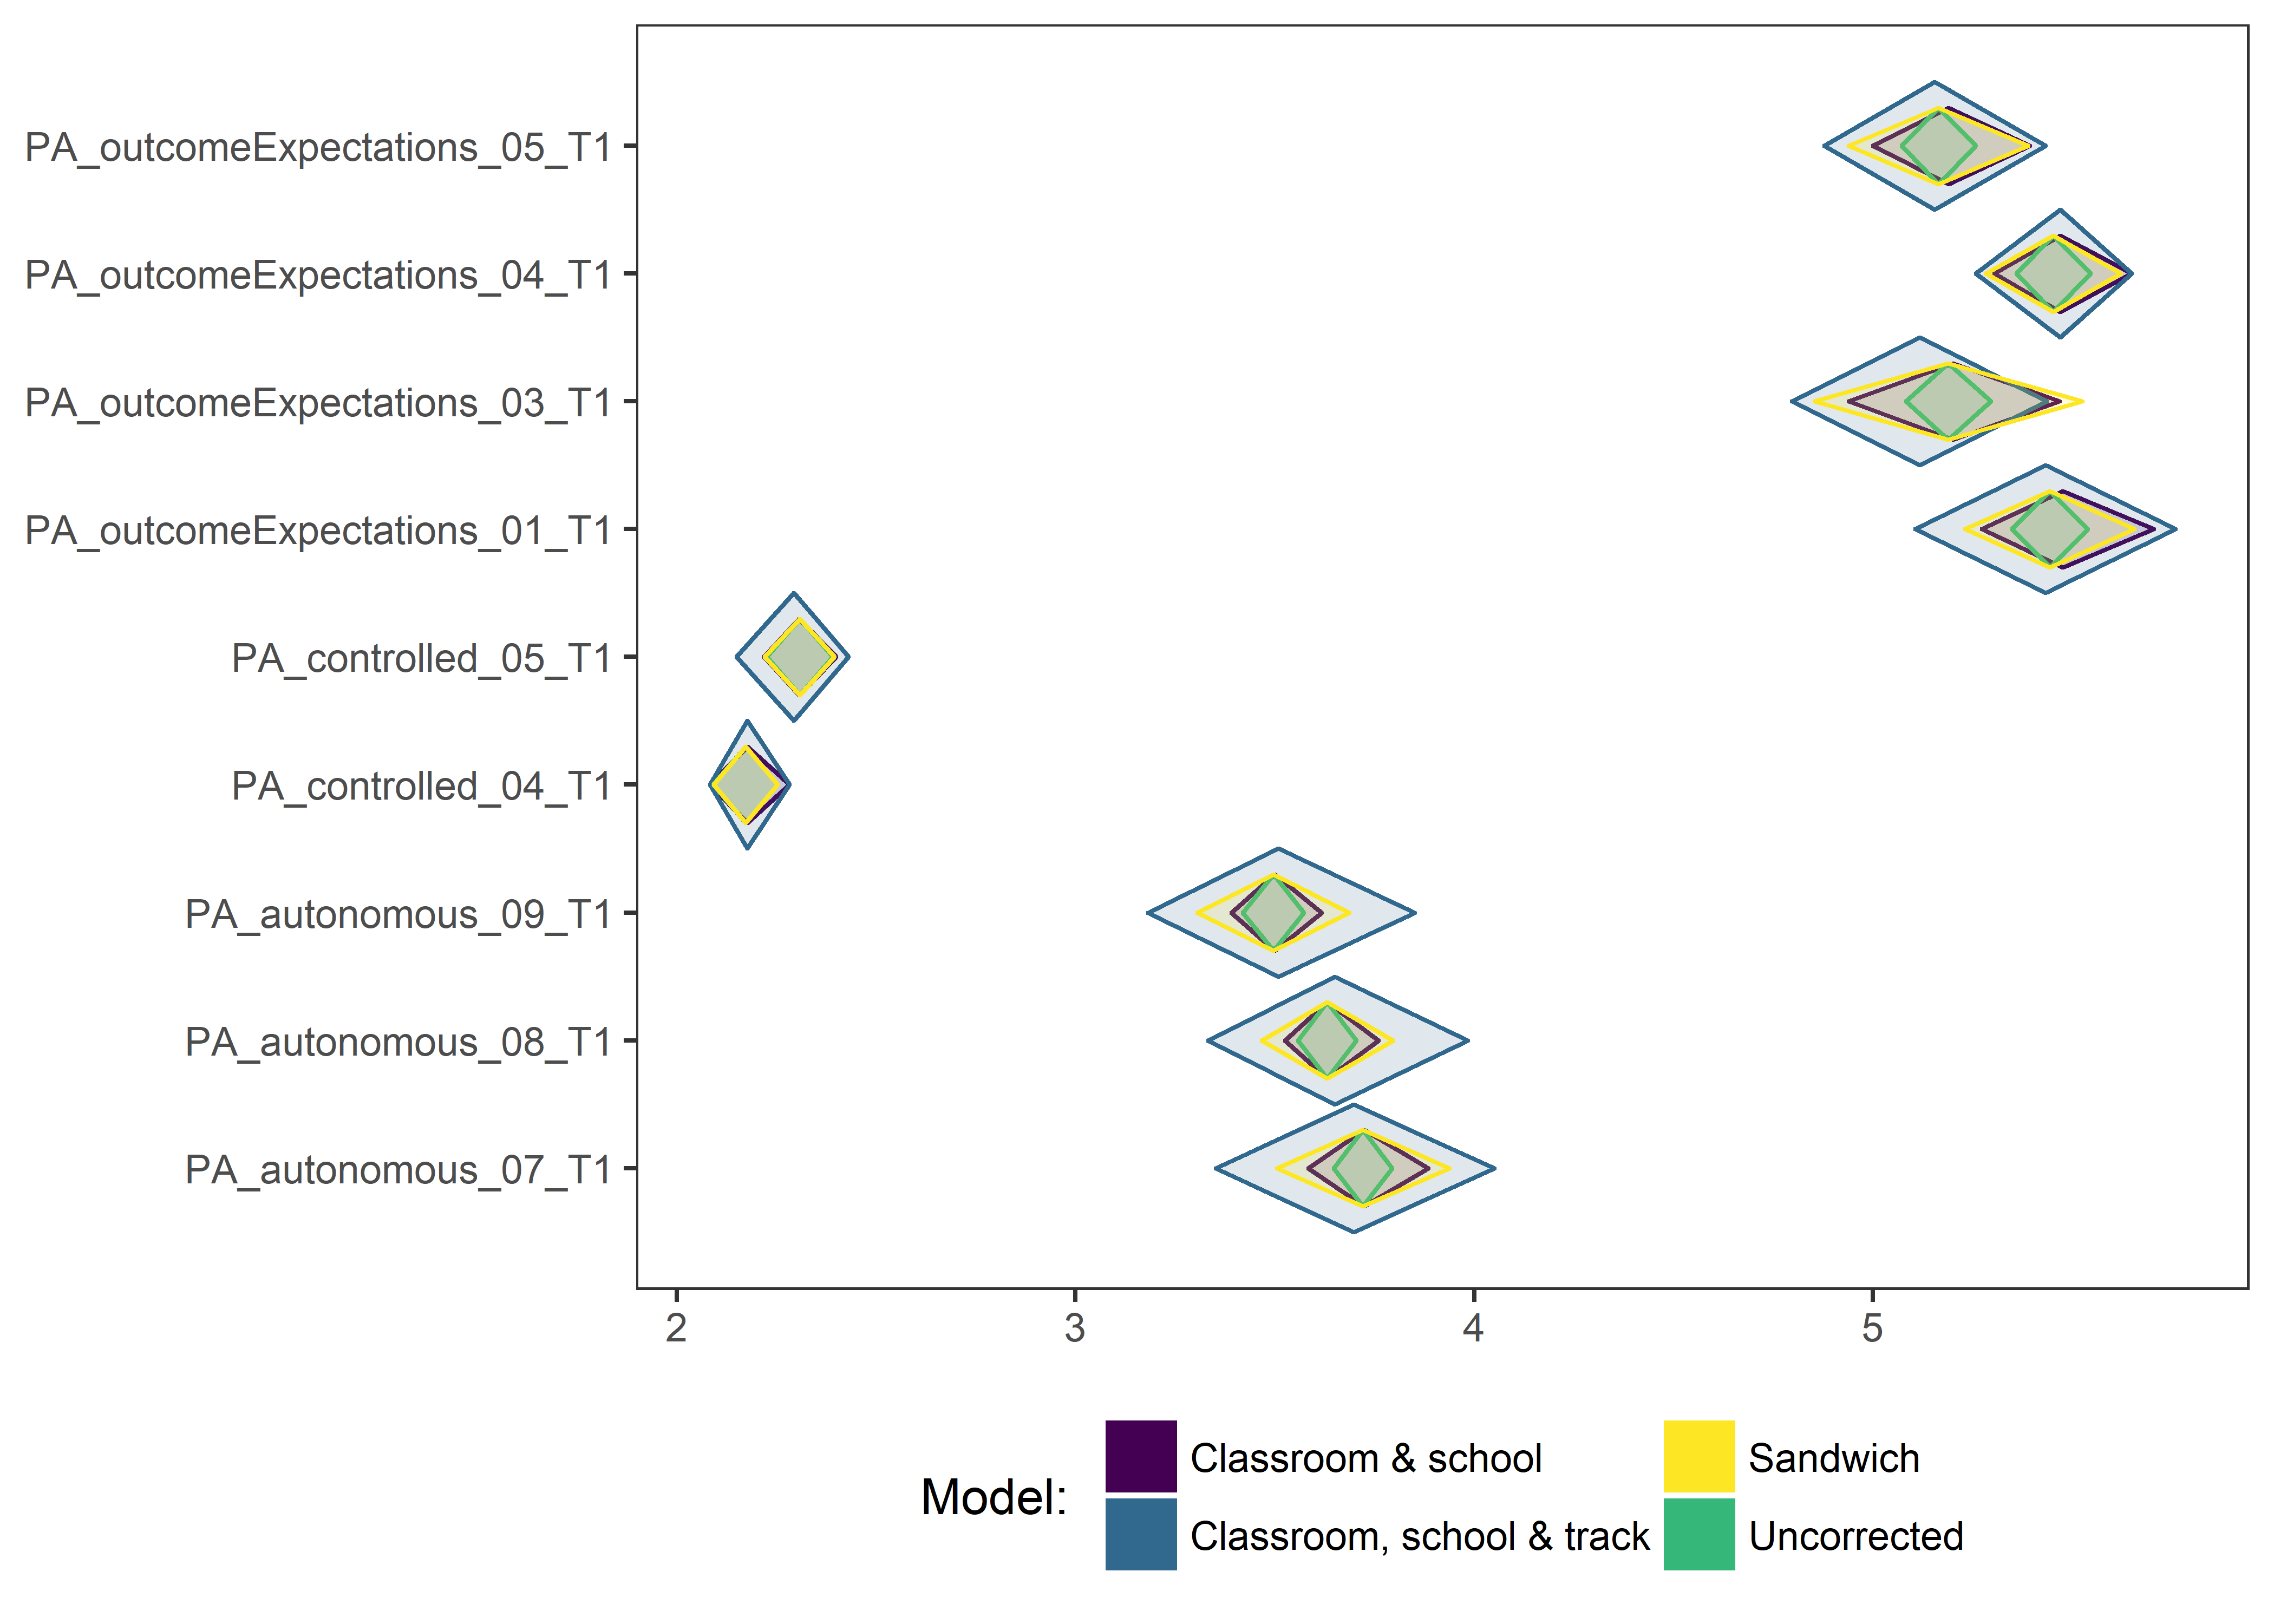 PA_outcomeExpectations_05_T1
PA_outcomeExpectations_04_T1
PA_outcomeExpectations_03_T1
PA_outcomeExpectations_01_T1
PA_controlled_05_T1
PA_controlled_04_T1
PA_autonomous_09_T1
PA_autonomous_08_T1
PA_autonomous_07_T1
2 3 4 5
Model:
Classroom & school
Classroom, school & track
Sandwich
Uncorrected